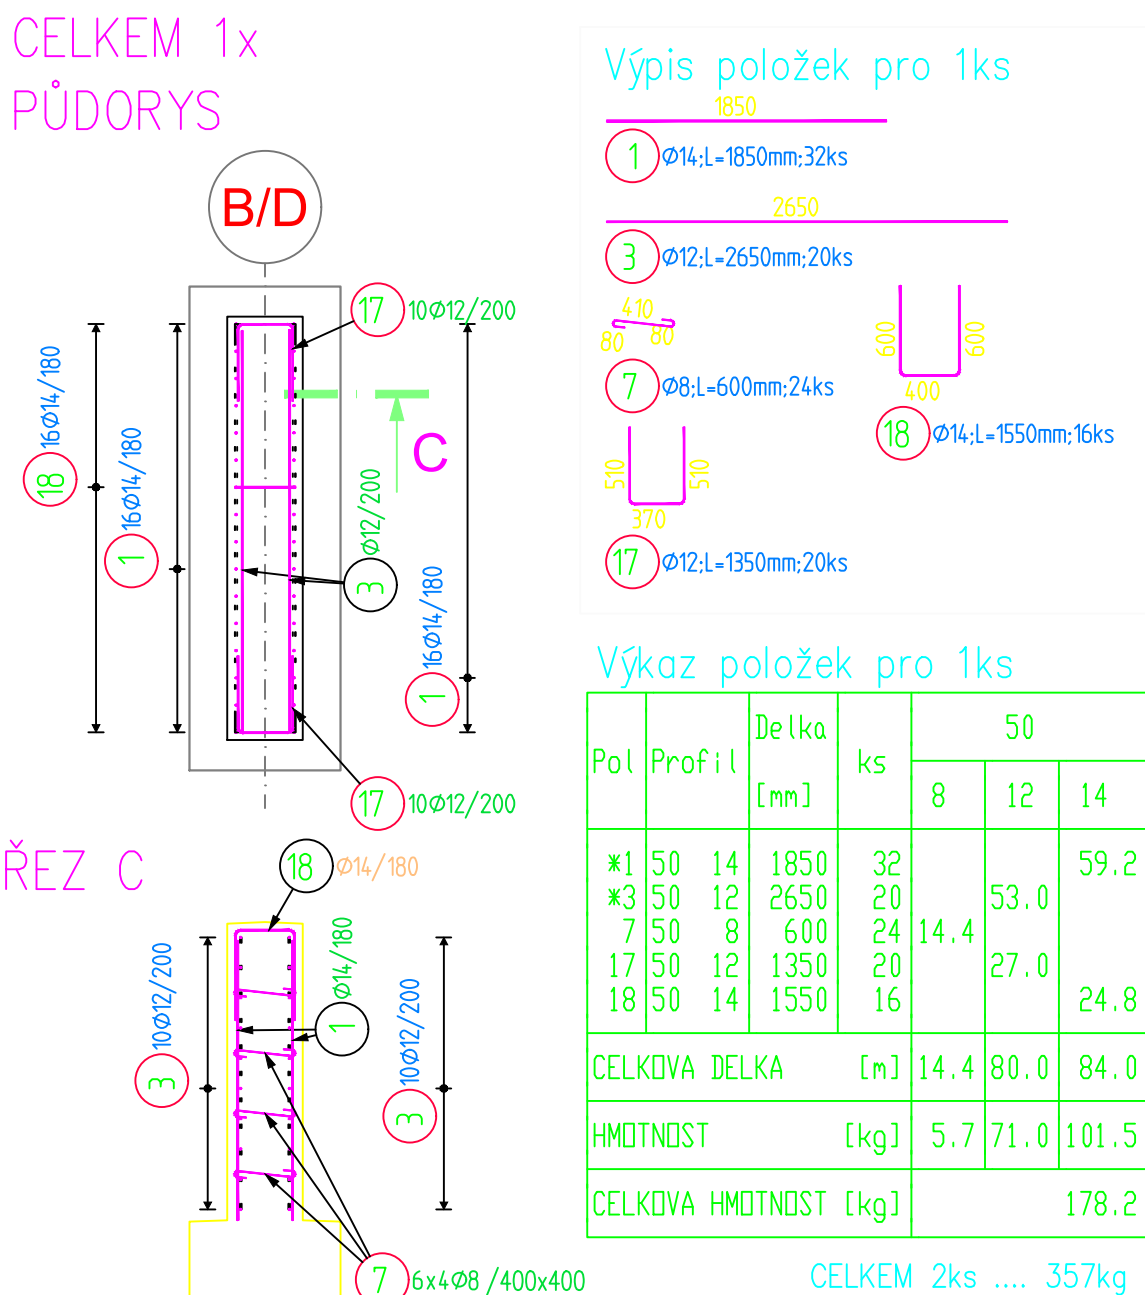 CELKEM 1x
PŮDORYS
B/D
17 10Ø12/200
18 16Ø14/180
1 16Ø14/180
C
3 Ø12/200
1 16Ø14/180
17 10Ø12/200
ŘEZ C
18 Ø14/180
3 10Ø12/200
1 Ø14/180
3 10Ø12/200
7 6x4Ø8 /400x400
Výpis položek pro 1ks
1850
1 Ø14;L=1850mm;32ks
2650
3 Ø12;L=2650mm;20ks
410
80 80
7 Ø8;L=600mm;24ks
600 600
400
18 Ø14;L=1550mm;16ks
510 510
370
17 Ø12;L=1350mm;20ks
Výkaz položek pro 1ks
Pol Profil Delka [mm] ks 50
8 12 14
*1 50 14 1850 32 59.2
*3 50 12 2650 20 53.0
7 50 8 600 24 14.4
17 50 12 1350 20 27.0
18 50 14 1550 16 24.8
CELKOVA DELKA [m] 14.4 80.0 84.0
HMOTNOST [kg] 5.7 71.0 101.5
CELKOVA HMOTNOST [kg] 178.2
CELKEM 2ks .... 357kg